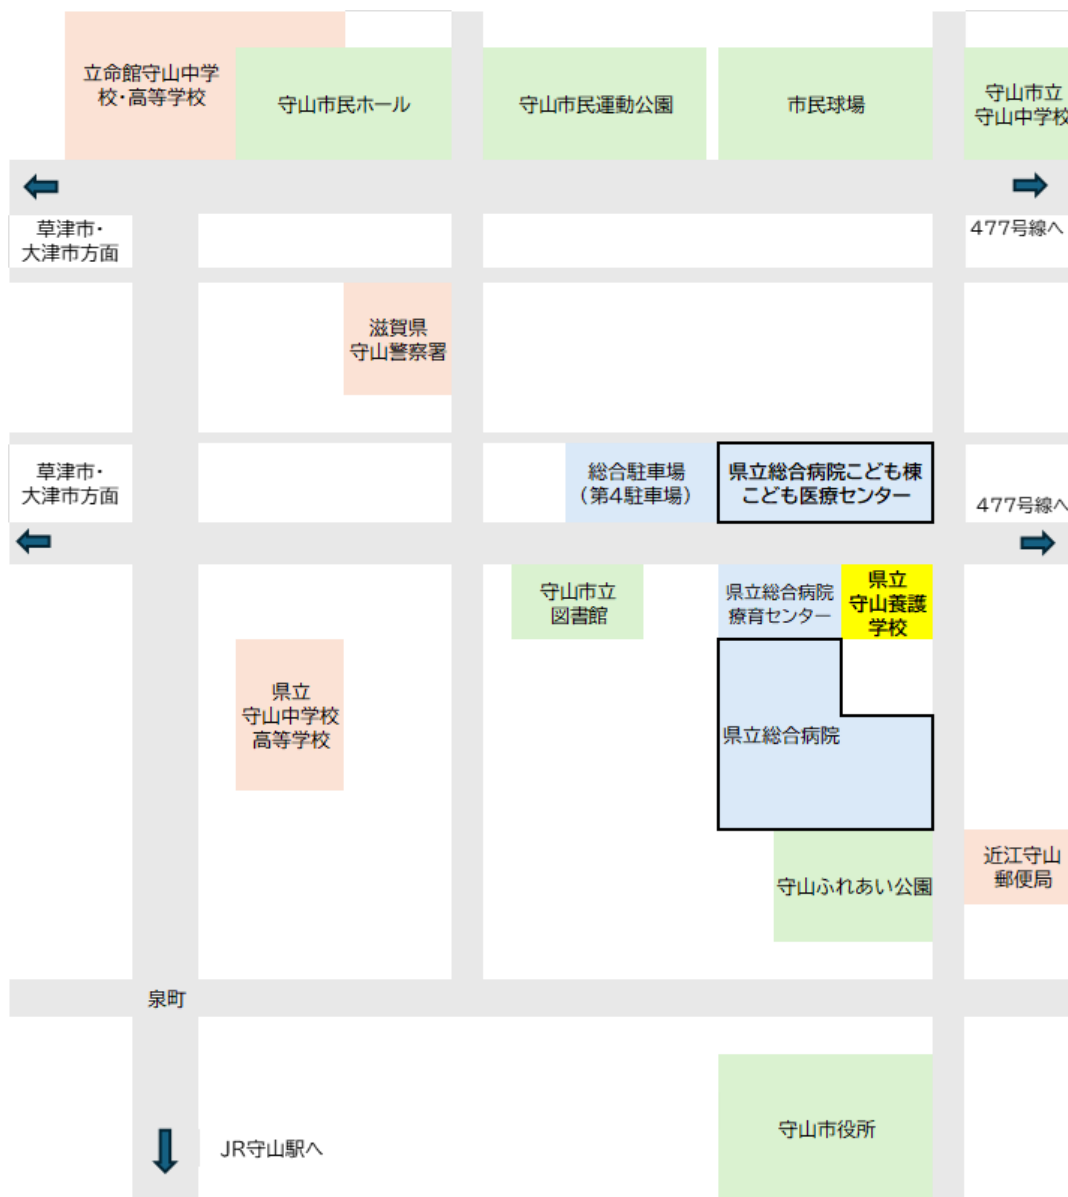 立命館守山中学
校・高等学校
守山市民ホール
守山市民運動公園
市民球場
守山市立
守山中学校
草津市・
大津市方面
477号線へ
滋賀県
守山警察署
草津市・
大津市方面
総合駐車場
（第4駐車場）
県立総合病院こども棟
こども医療センター
477号線へ
守山市立
図書館
県立総合病院
療育センター
県立
守山養護
学校
県立
守山中学校
高等学校
県立総合病院
近江守山
郵便局
守山ふれあい公園
泉町
守山市役所
JR守山駅へ